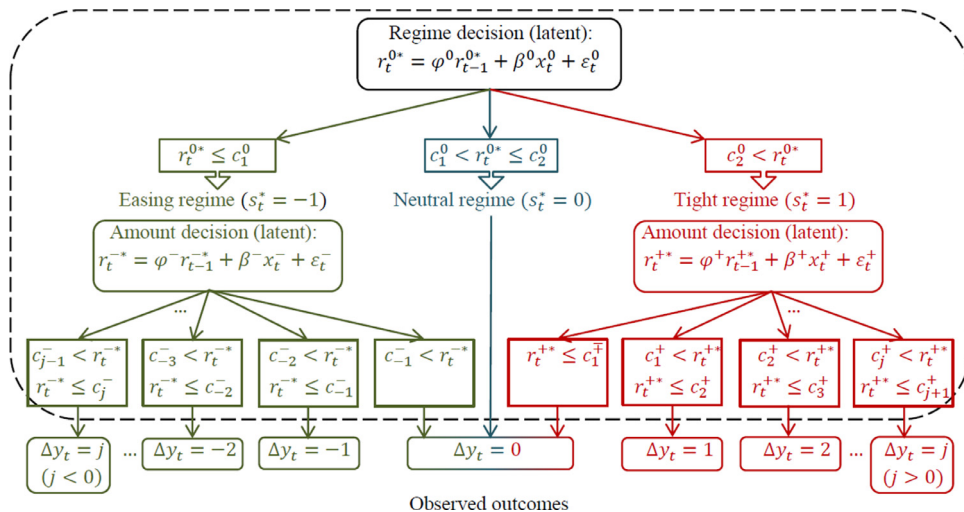 Regime decision (latent):
r_t^{0*} = φ^0 r_{t-1}^{0*} + β^0 x_t^0 + ε_t^0
r_t^{0*} ≤ c_1^0
c_1^0 < r_t^{0*} ≤ c_2^0
c_2^0 < r_t^{0*}
Easing regime (s_t^* = −1)
Neutral regime (s_t^* = 0)
Tight regime (s_t^* = 1)
Amount decision (latent):
r_t^{−*} = φ^− r_{t−1}^{−*} + β^− x_t^− + ε_t^−
Amount decision (latent):
r_t^{+*} = φ^+ r_{t−1}^{+*} + β^+ x_t^+ + ε_t^+
...
...
c_{j−1}^− < r_t^{−*}
r_t^{−*} ≤ c_j^−
c_{−3}^− < r_t^{−*}
r_t^{−*} ≤ c_{−2}^−
c_{−2}^− < r_t^{−*}
r_t^{−*} ≤ c_{−1}^−
c_{−1}^− < r_t^{−*}
r_t^{+*} ≤ c_1^+
c_1^+ < r_t^{+*}
r_t^{+*} ≤ c_2^+
c_2^+ < r_t^{+*}
r_t^{+*} ≤ c_3^+
c_j^+ < r_t^{+*}
r_t^{+*} ≤ c_{j+1}^+
Δy_t = j
(j < 0)
...
Δy_t = −2
Δy_t = −1
Δy_t = 0
Δy_t = 1
Δy_t = 2
...
Δy_t = j
(j > 0)
Observed outcomes